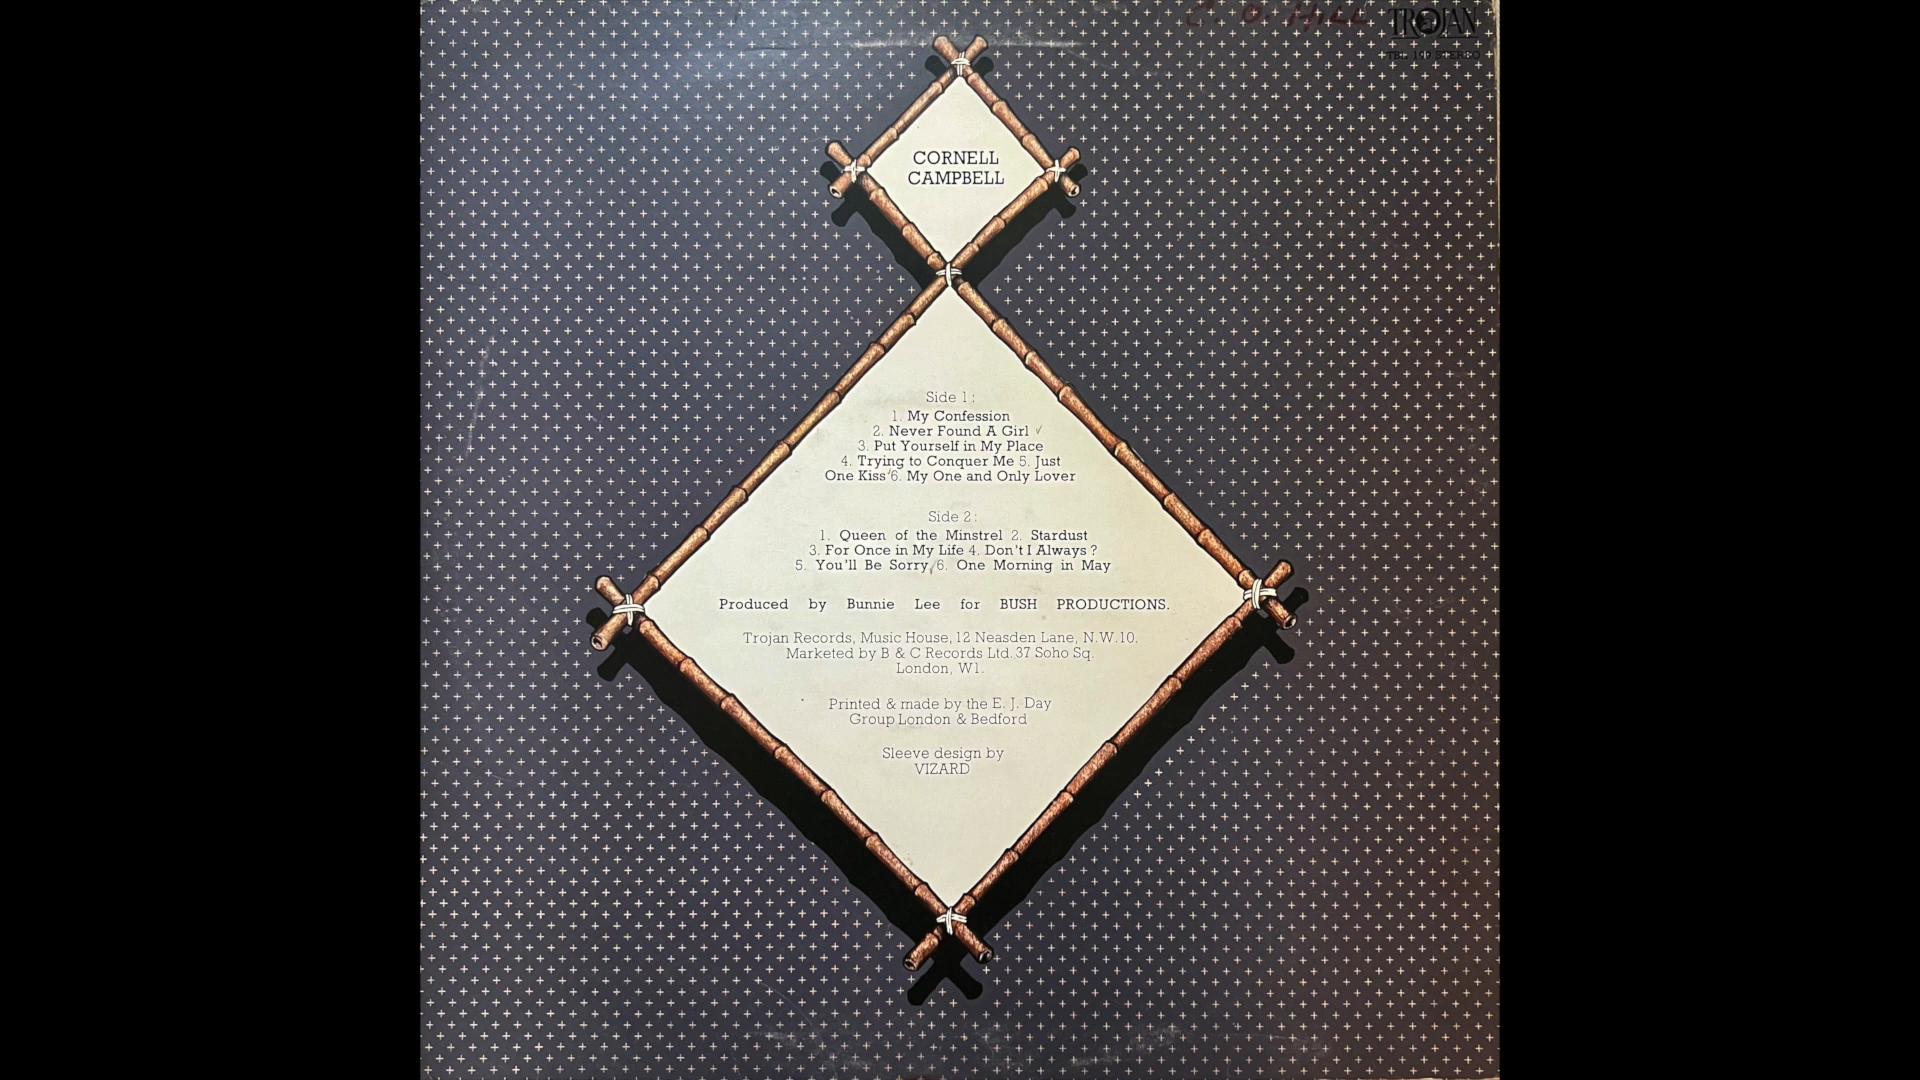 C. O. HILL
TROJAN
TBL 199 STEREO
CORNELL
CAMPBELL
Side 1:
1. My Confession
2. Never Found A Girl ✓
3. Put Yourself in My Place
4. Trying to Conquer Me 5. Just
One Kiss ✓ 6. My One and Only Lover
Side 2:
1. Queen of the Minstrel 2. Stardust
3. For Once in My Life 4. Don't I Always?
5. You'll Be Sorry ✓ 6. One Morning in May
Produced by Bunnie Lee for BUSH PRODUCTIONS.
Trojan Records, Music House, 12 Neasden Lane, N.W.10.
Marketed by B & C Records Ltd. 37 Soho Sq.
London, W1.
Printed & made by the E. J. Day
Group London & Bedford
Sleeve design by
VIZARD